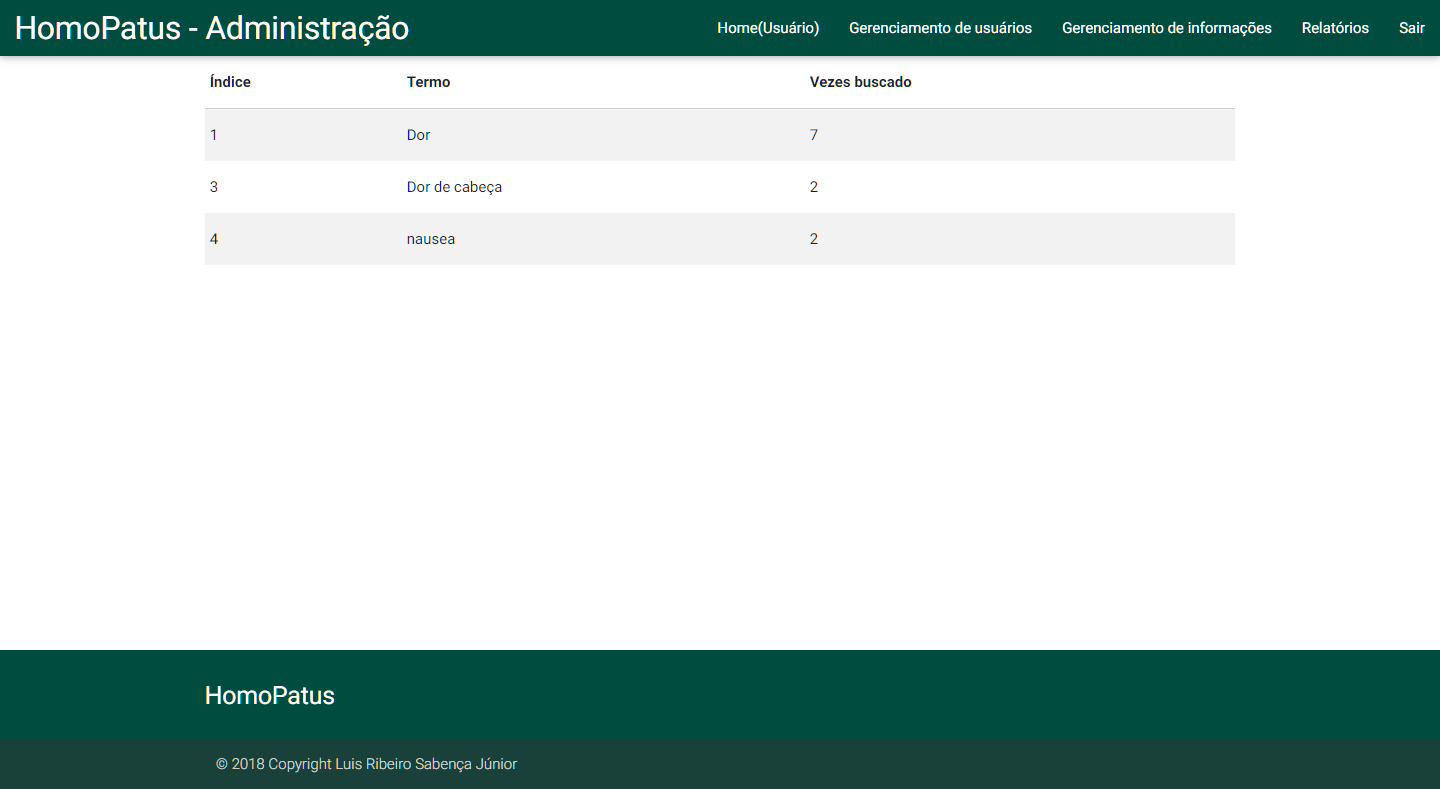 HomoPatus - Administração Home(Usuário) Gerenciamento de usuários Gerenciamento de informações Relatórios Sair
Índice Termo Vezes buscado
1 Dor 7
3 Dor de cabeça 2
4 nausea 2
HomoPatus
© 2018 Copyright Luis Ribeiro Sabença Júnior